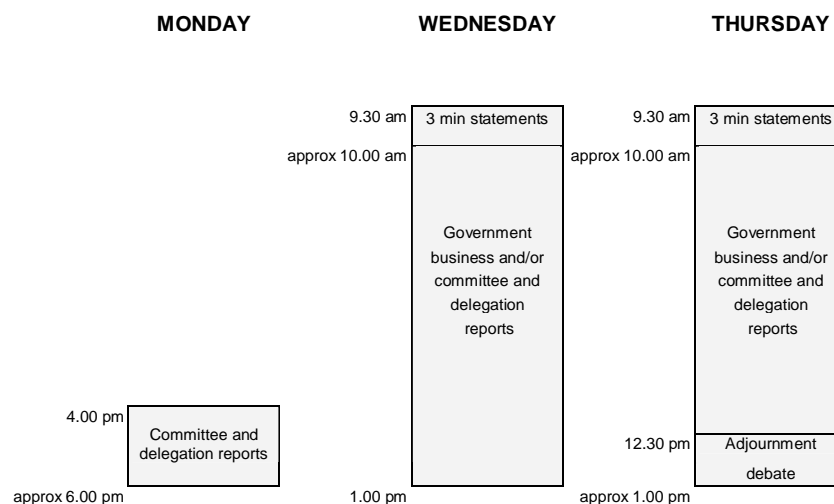 MONDAY
WEDNESDAY
THURSDAY
9.30 am
3 min statements
9.30 am
3 min statements
approx 10.00 am
approx 10.00 am
Government
business and/or
committee and
delegation
reports
Government
business and/or
committee and
delegation
reports
4.00 pm
Committee and
delegation reports
12.30 pm
Adjournment
debate
approx 6.00 pm
1.00 pm
approx 1.00 pm